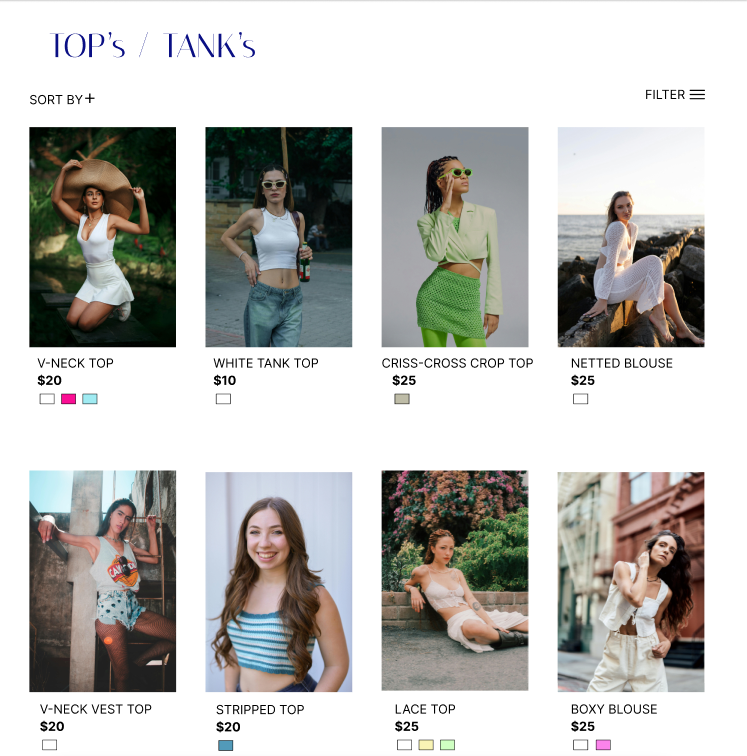 TOP's / TANK's
SORT BY+
FILTER
V-NECK TOP
$20
WHITE TANK TOP
$10
CRISS-CROSS CROP TOP
$25
NETTED BLOUSE
$25
V-NECK VEST TOP
$20
STRIPPED TOP
$20
LACE TOP
$25
BOXY BLOUSE
$25